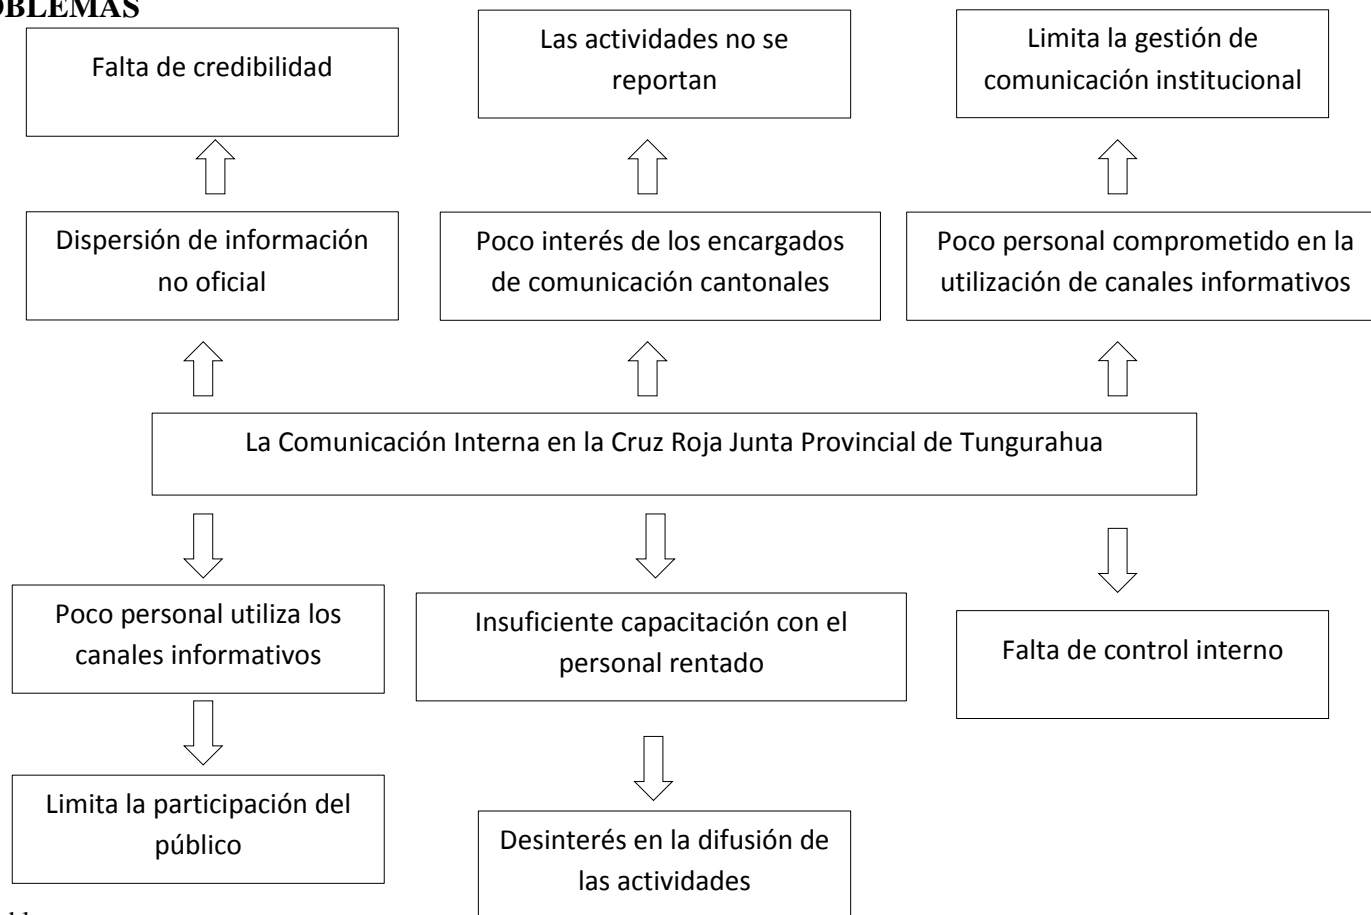 OBLEMAS
Falta de credibilidad
Las actividades no se
reportan
Limita la gestión de
comunicación institucional
Dispersión de información
no oficial
Poco interés de los encargados
de comunicación cantonales
Poco personal comprometido en la
utilización de canales informativos
La Comunicación Interna en la Cruz Roja Junta Provincial de Tungurahua
Poco personal utiliza los
canales informativos
Insuficiente capacitación con el
personal rentado
Falta de control interno
Limita la participación del
público
Desinterés en la difusión de
las actividades